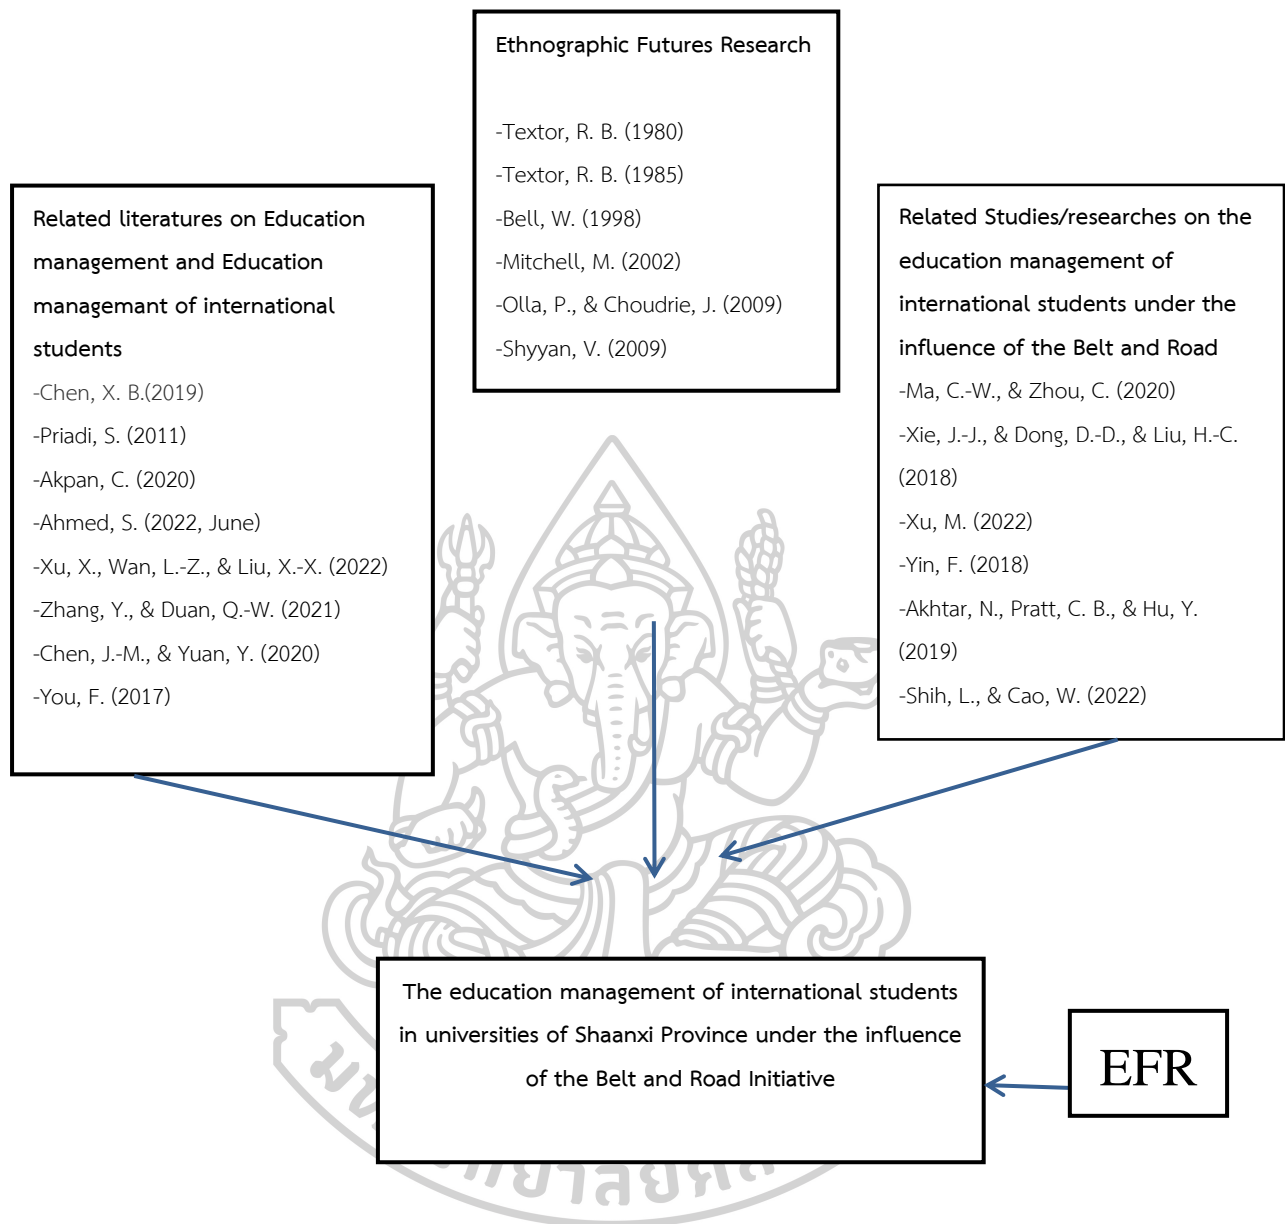 Ethnographic Futures Research
-Textor, R. B. (1980)
-Textor, R. B. (1985)
-Bell, W. (1998)
-Mitchell, M. (2002)
-Olla, P., & Choudrie, J. (2009)
-Shyyan, V. (2009)
Related literatures on Education
management and Education
managemant of international
students
-Chen, X. B.(2019)
-Priadi, S. (2011)
-Akpan, C. (2020)
-Ahmed, S. (2022, June)
-Xu, X., Wan, L.-Z., & Liu, X.-X. (2022)
-Zhang, Y., & Duan, Q.-W. (2021)
-Chen, J.-M., & Yuan, Y. (2020)
-You, F. (2017)
Related Studies/researches on the
education management of
international students under the
influence of the Belt and Road
-Ma, C.-W., & Zhou, C. (2020)
-Xie, J.-J., & Dong, D.-D., & Liu, H.-C.
(2018)
-Xu, M. (2022)
-Yin, F. (2018)
-Akhtar, N., Pratt, C. B., & Hu, Y.
(2019)
-Shih, L., & Cao, W. (2022)
The education management of international students
in universities of Shaanxi Province under the influence
of the Belt and Road Initiative
EFR